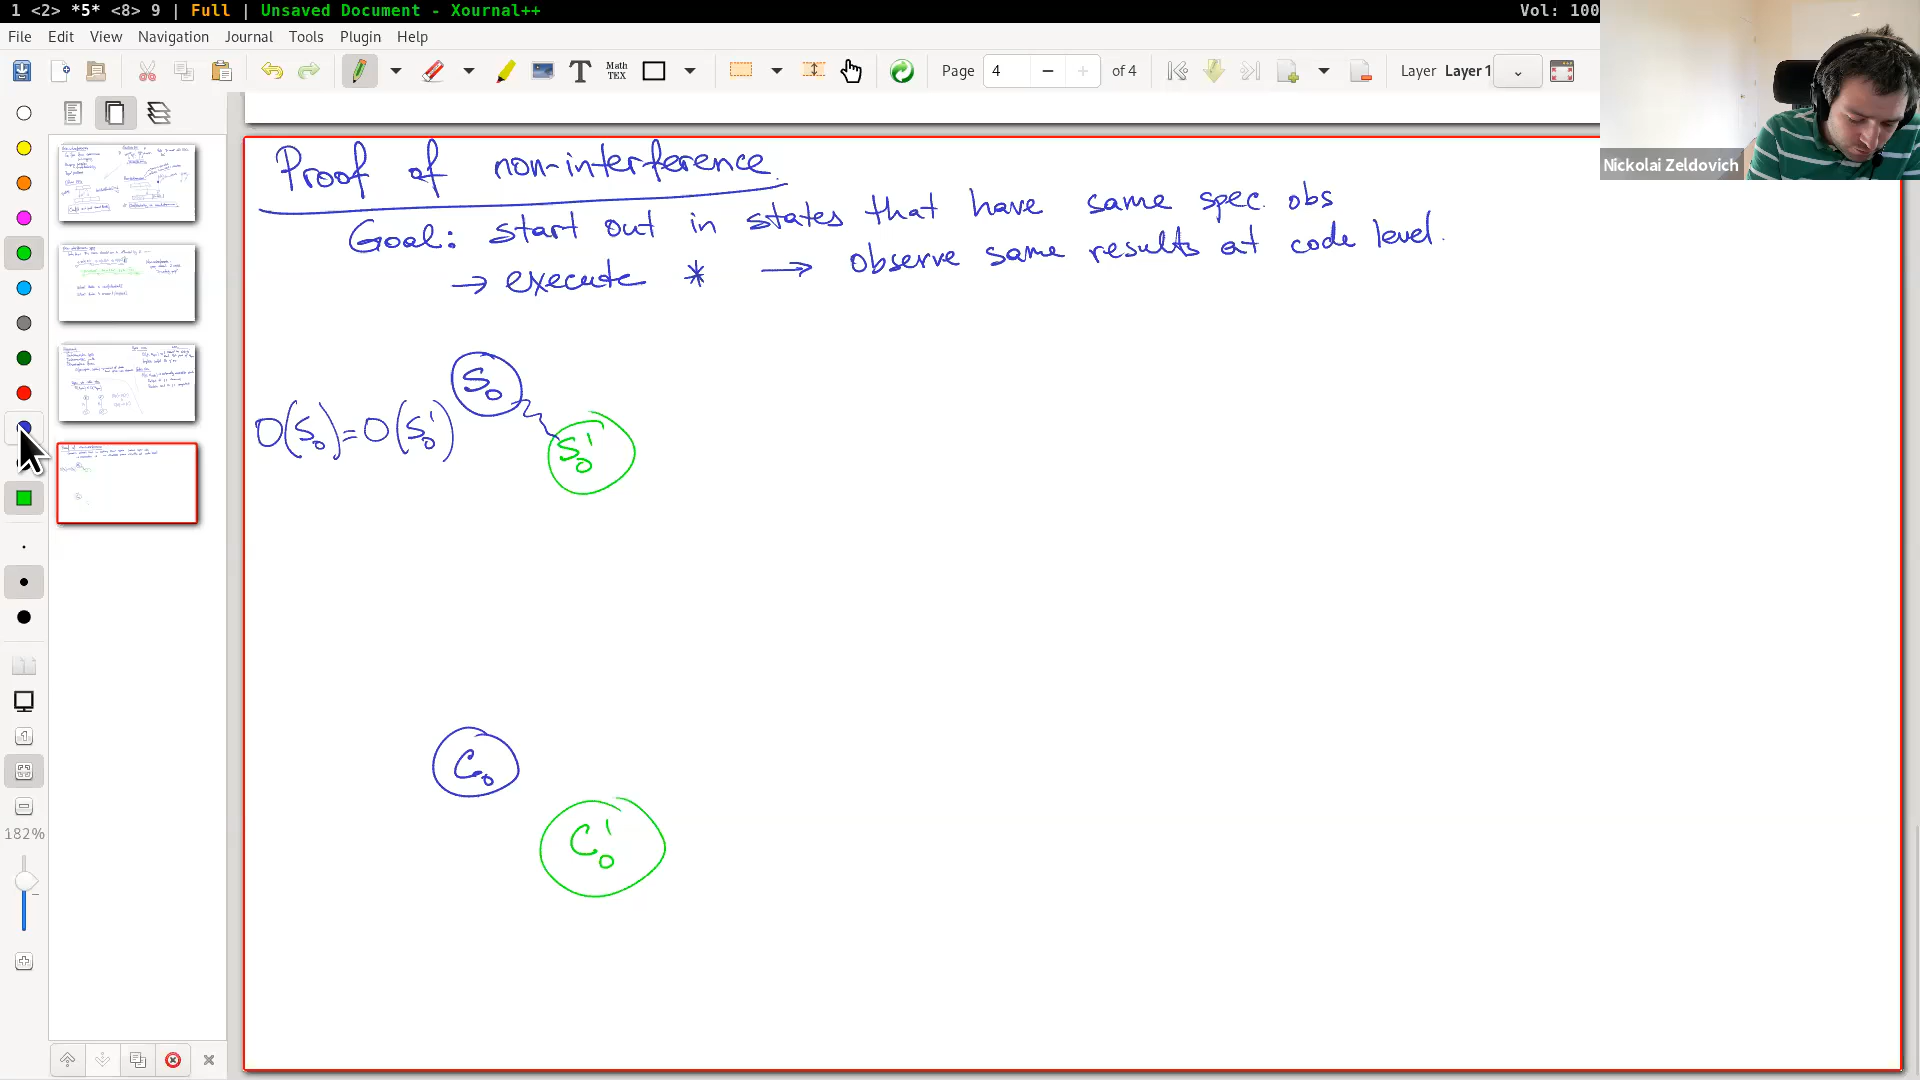 1 <2> *5* <8> 9 | Full | Unsaved Document - Xournal++
Vol: 100
File Edit View Navigation Journal Tools Plugin Help
Math TEX
Page 4 of 4
Layer Layer 1
Nickolai Zeldovich
Proof of non-interference
Goal: start out in states that have same spec. obs
→ execute * → observe same results at code level.
S₀
O(S₀)=O(S₀')
S₀'
C₀
C₀'
182%